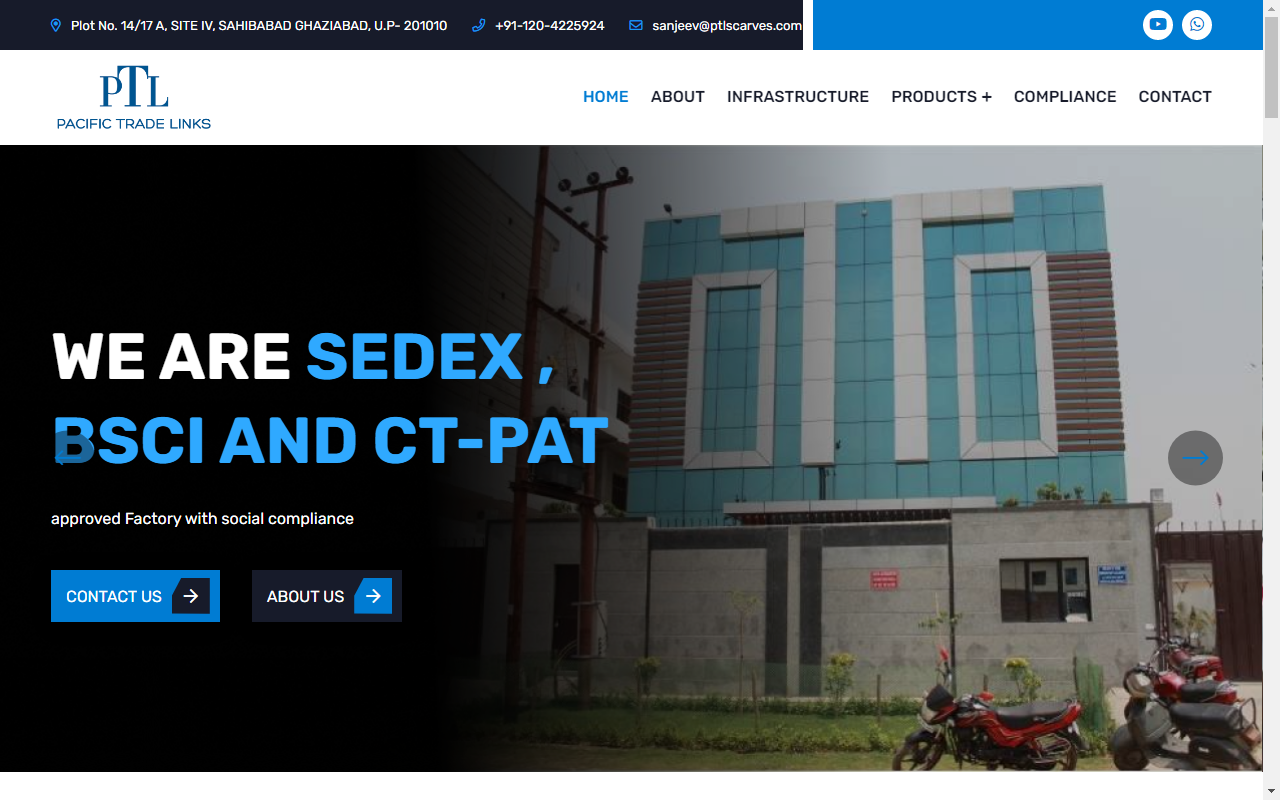 Plot No. 14/17 A, SITE IV, SAHIBABAD GHAZIABAD, U.P- 201010
+91-120-4225924
sanjeev@ptlscarves.com
PTL
PACIFIC TRADE LINKS
HOME
ABOUT
INFRASTRUCTURE
PRODUCTS +
COMPLIANCE
CONTACT
WE ARE SEDEX ,
BSCI AND CT-PAT
approved Factory with social compliance
CONTACT US
ABOUT US